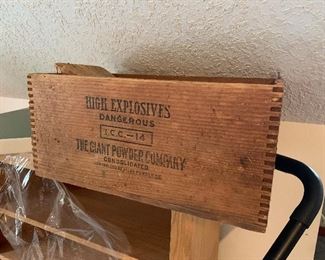 HIGH EXPLOSIVES
DANGEROUS
I.C.C.-14
THE GIANT POWDER COMPANY
CONSOLIDATED